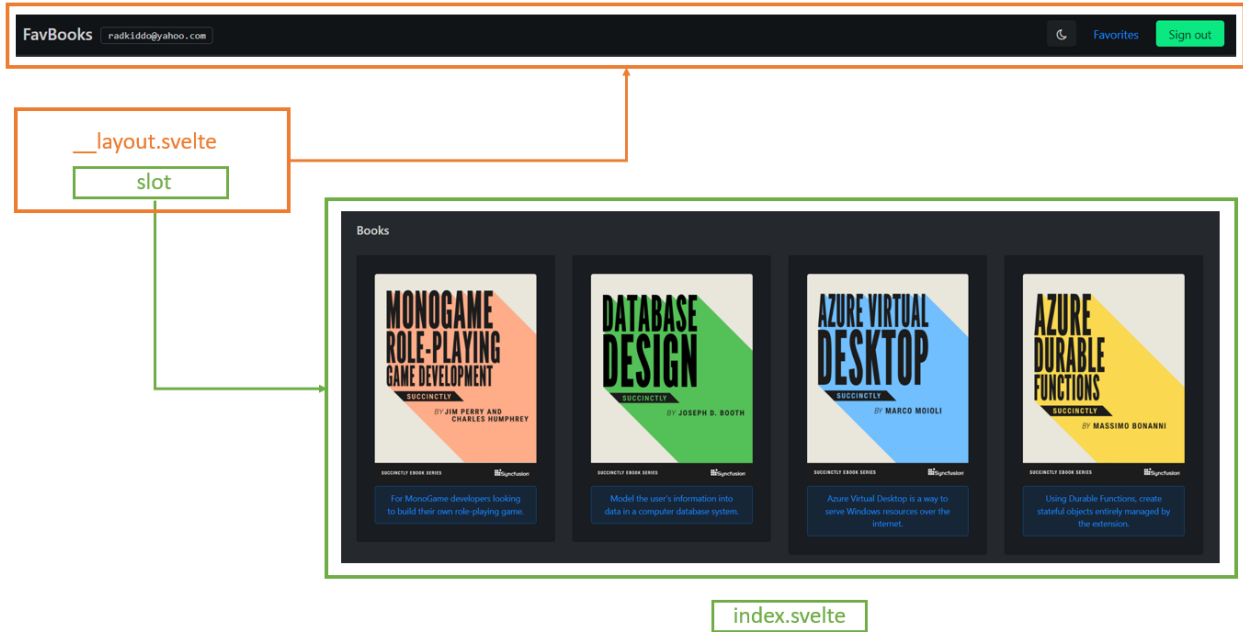 FavBooks radkiddo@yahoo.com Favorites Sign out
__layout.svelte
slot
Books
MONOGAME
ROLE-PLAYING
GAME DEVELOPMENT
SUCCINCTLY
BY JIM PERRY AND
CHARLES HUMPHREY
SUCCINCTLY EBOOK SERIES Syncfusion
For MonoGame developers looking
to build their own role-playing game.
DATABASE
DESIGN
SUCCINCTLY
BY JOSEPH D. BOOTH
SUCCINCTLY EBOOK SERIES Syncfusion
Model the user's information into
data in a computer database system.
AZURE VIRTUAL
DESKTOP
SUCCINCTLY
BY MARCO MOIOLI
SUCCINCTLY EBOOK SERIES Syncfusion
Azure Virtual Desktop is a way to
serve Windows resources over the
internet.
AZURE
DURABLE
FUNCTIONS
SUCCINCTLY
BY MASSIMO BONANNI
SUCCINCTLY EBOOK SERIES Syncfusion
Using Durable Functions, create
stateful objects entirely managed by
the extension.
index.svelte